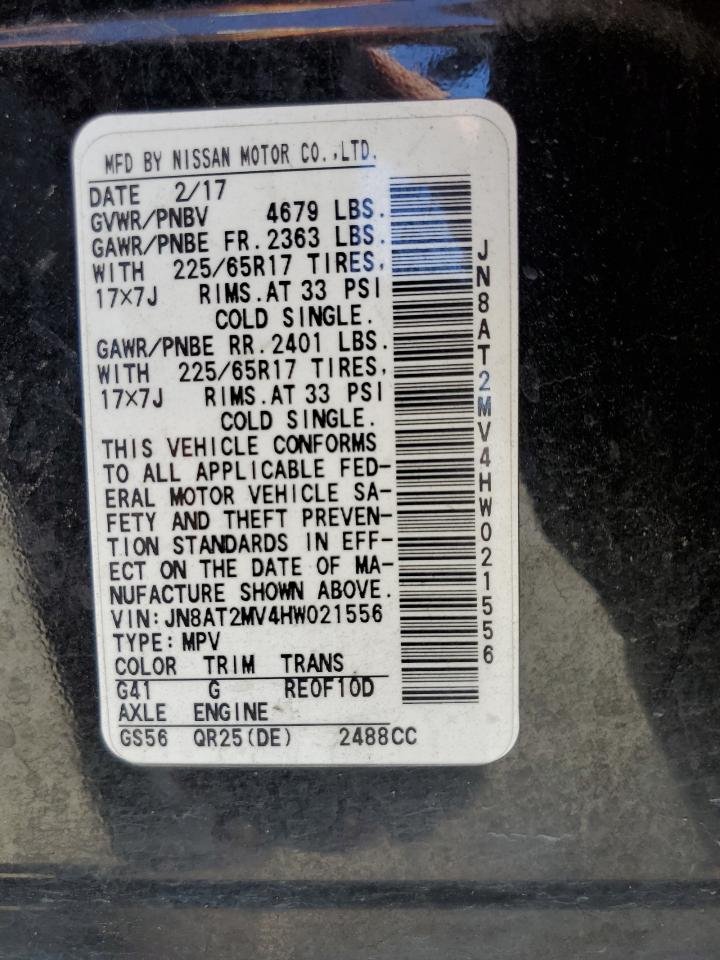 MFD BY NISSAN MOTOR CO.,LTD.
DATE 2/17
GVWR/PNBV 4679 LBS.
GAWR/PNBE FR.2363 LBS.
WITH 225/65R17 TIRES,
17×7J RIMS.AT 33 PSI
COLD SINGLE.
GAWR/PNBE RR.2401 LBS.
WITH 225/65R17 TIRES,
17×7J RIMS.AT 33 PSI
COLD SINGLE.
THIS VEHICLE CONFORMS
TO ALL APPLICABLE FED-
ERAL MOTOR VEHICLE SA-
FETY AND THEFT PREVEN-
TION STANDARDS IN EFF-
ECT ON THE DATE OF MA-
NUFACTURE SHOWN ABOVE.
VIN:JN8AT2MV4HW021556
TYPE:MPV
COLOR TRIM TRANS
G41 G RE0F10D
AXLE ENGINE
GS56 QR25(DE) 2488CC
JN8AT2MV4HW021556